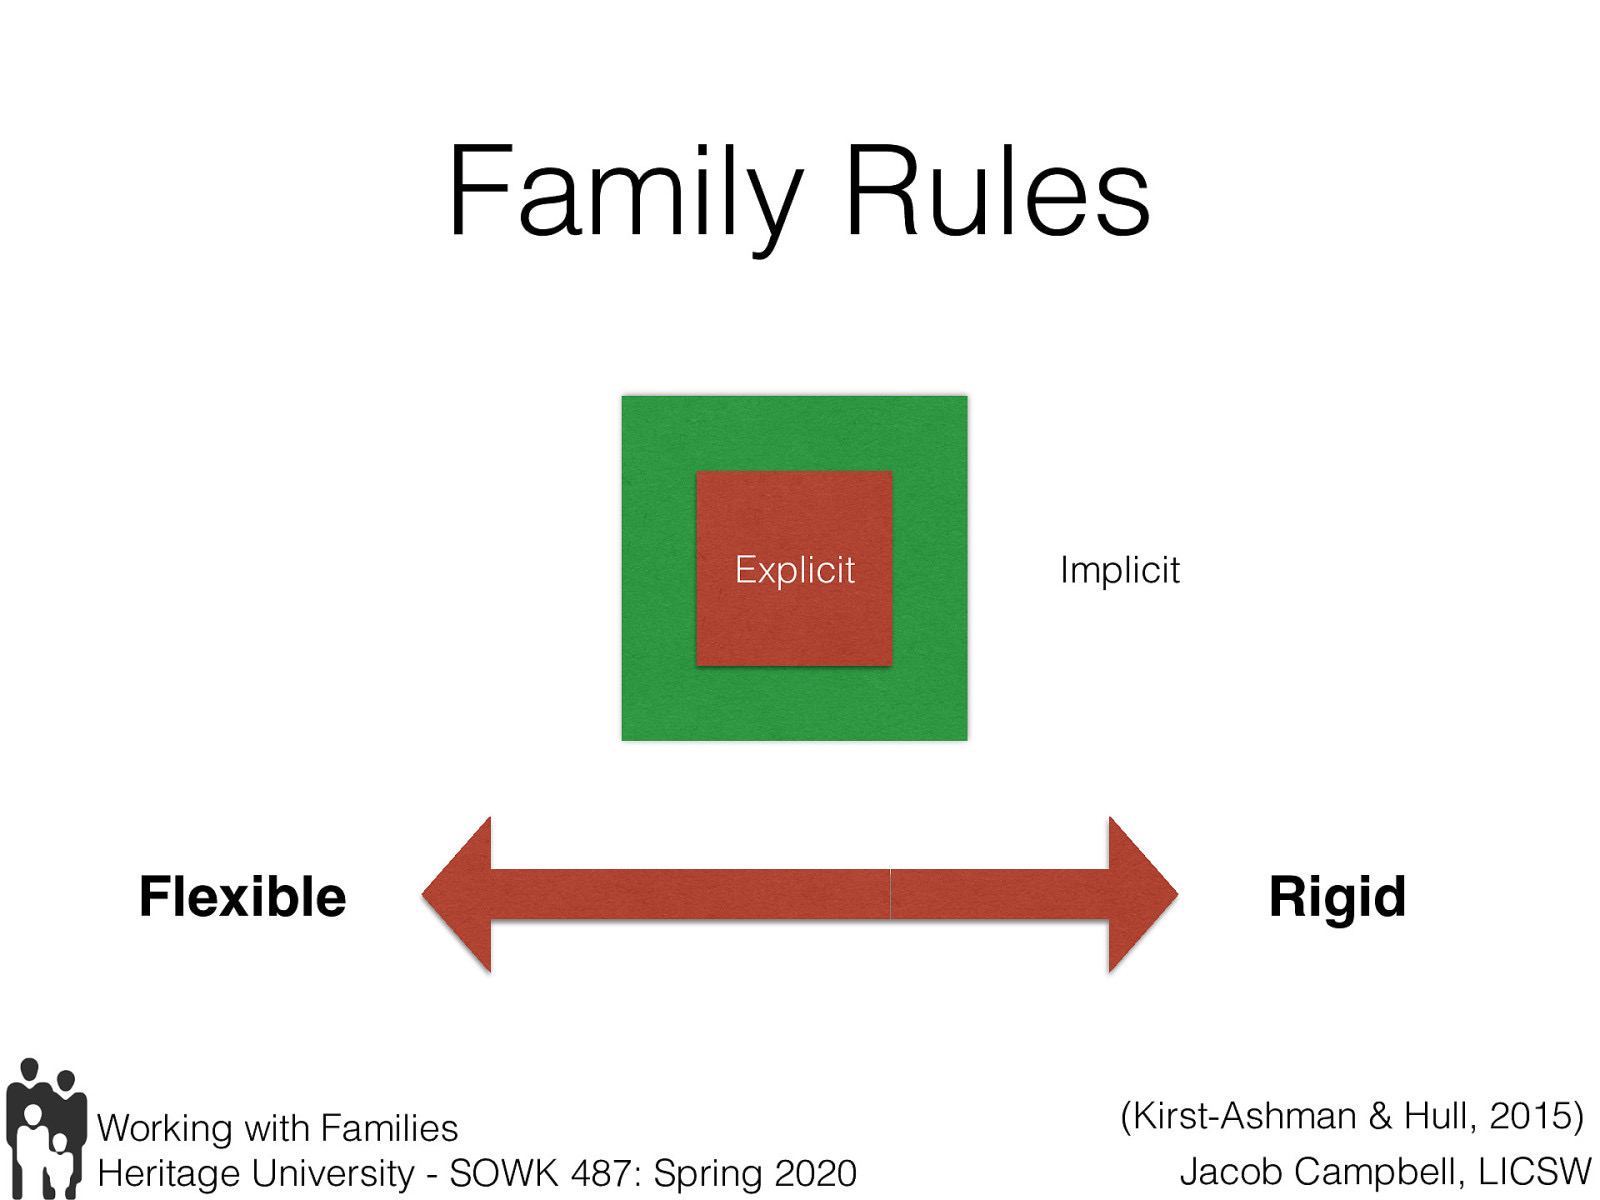 Family Rules
Explicit
Implicit
Flexible
Rigid
Working with Families
Heritage University - SOWK 487: Spring 2020
(Kirst-Ashman & Hull, 2015)
Jacob Campbell, LICSW